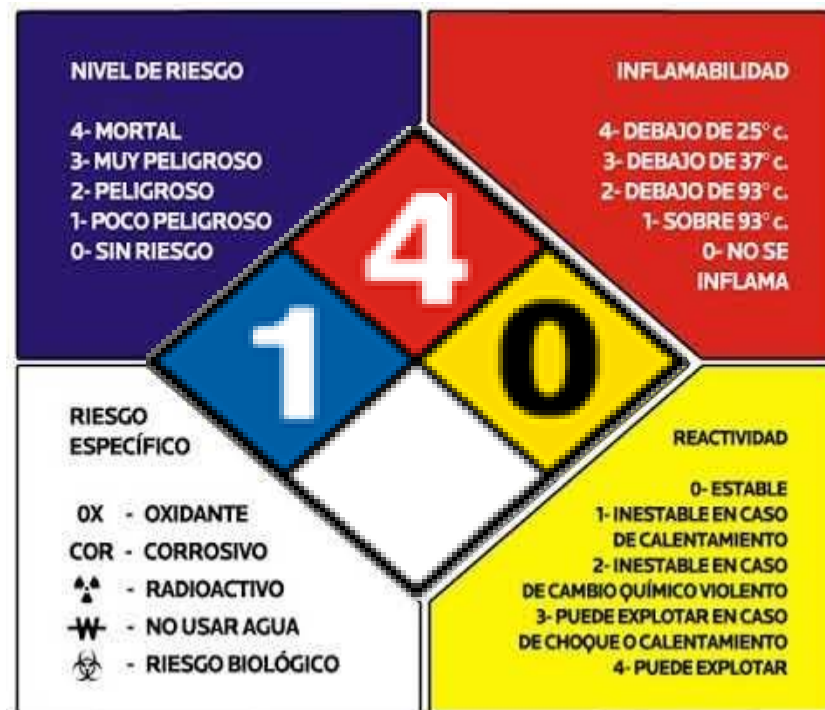 NIVEL DE RIESGO
4- MORTAL
3- MUY PELIGROSO
2- PELIGROSO
1- POCO PELIGROSO
0- SIN RIESGO
INFLAMABILIDAD
4- DEBAJO DE 25° c.
3- DEBAJO DE 37° c.
2- DEBAJO DE 93° c.
1- SOBRE 93° c.
0- NO SE
INFLAMA
4
1
0
RIESGO
ESPECÍFICO
0X - OXIDANTE
COR - CORROSIVO
- RADIOACTIVO
W - NO USAR AGUA
- RIESGO BIOLÓGICO
REACTIVIDAD
0- ESTABLE
1- INESTABLE EN CASO
DE CALENTAMIENTO
2- INESTABLE EN CASO
DE CAMBIO QUÍMICO VIOLENTO
3- PUEDE EXPLOTAR EN CASO
DE CHOQUE O CALENTAMIENTO
4- PUEDE EXPLOTAR